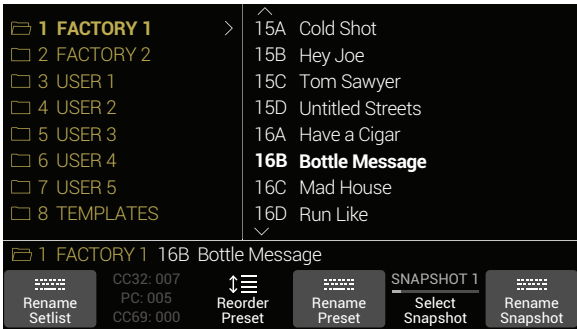 1 FACTORY 1
2 FACTORY 2
3 USER 1
4 USER 2
5 USER 3
6 USER 4
7 USER 5
8 TEMPLATES
15A Cold Shot
15B Hey Joe
15C Tom Sawyer
15D Untitled Streets
16A Have a Cigar
16B Bottle Message
16C Mad House
16D Run Like
1 FACTORY 1 16B Bottle Message
Rename
Setlist
CC32: 007
PC: 005
CC69: 000
Reorder
Preset
Rename
Preset
SNAPSHOT 1
Select
Snapshot
Rename
Snapshot